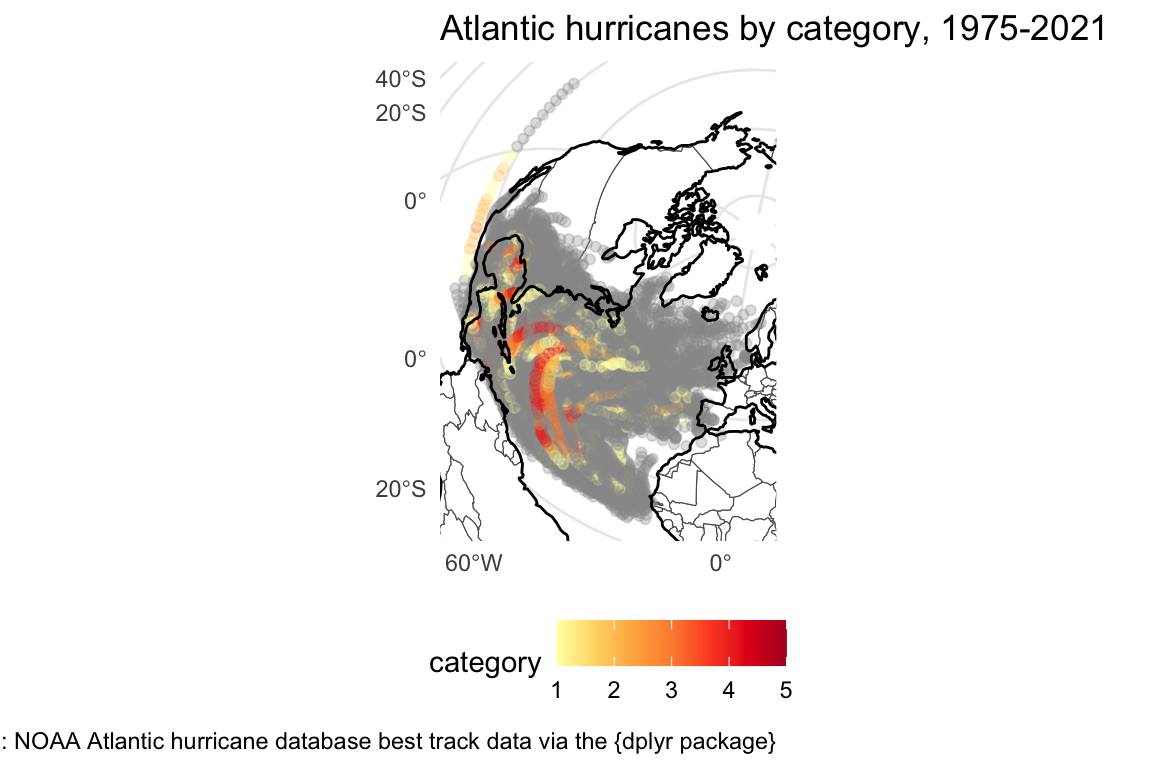 Atlantic hurricanes by category, 1975-2021
40°S
20°S
0°
0°
20°S
60°W 0°
category
1 2 3 4 5
: NOAA Atlantic hurricane database best track data via the {dplyr package}